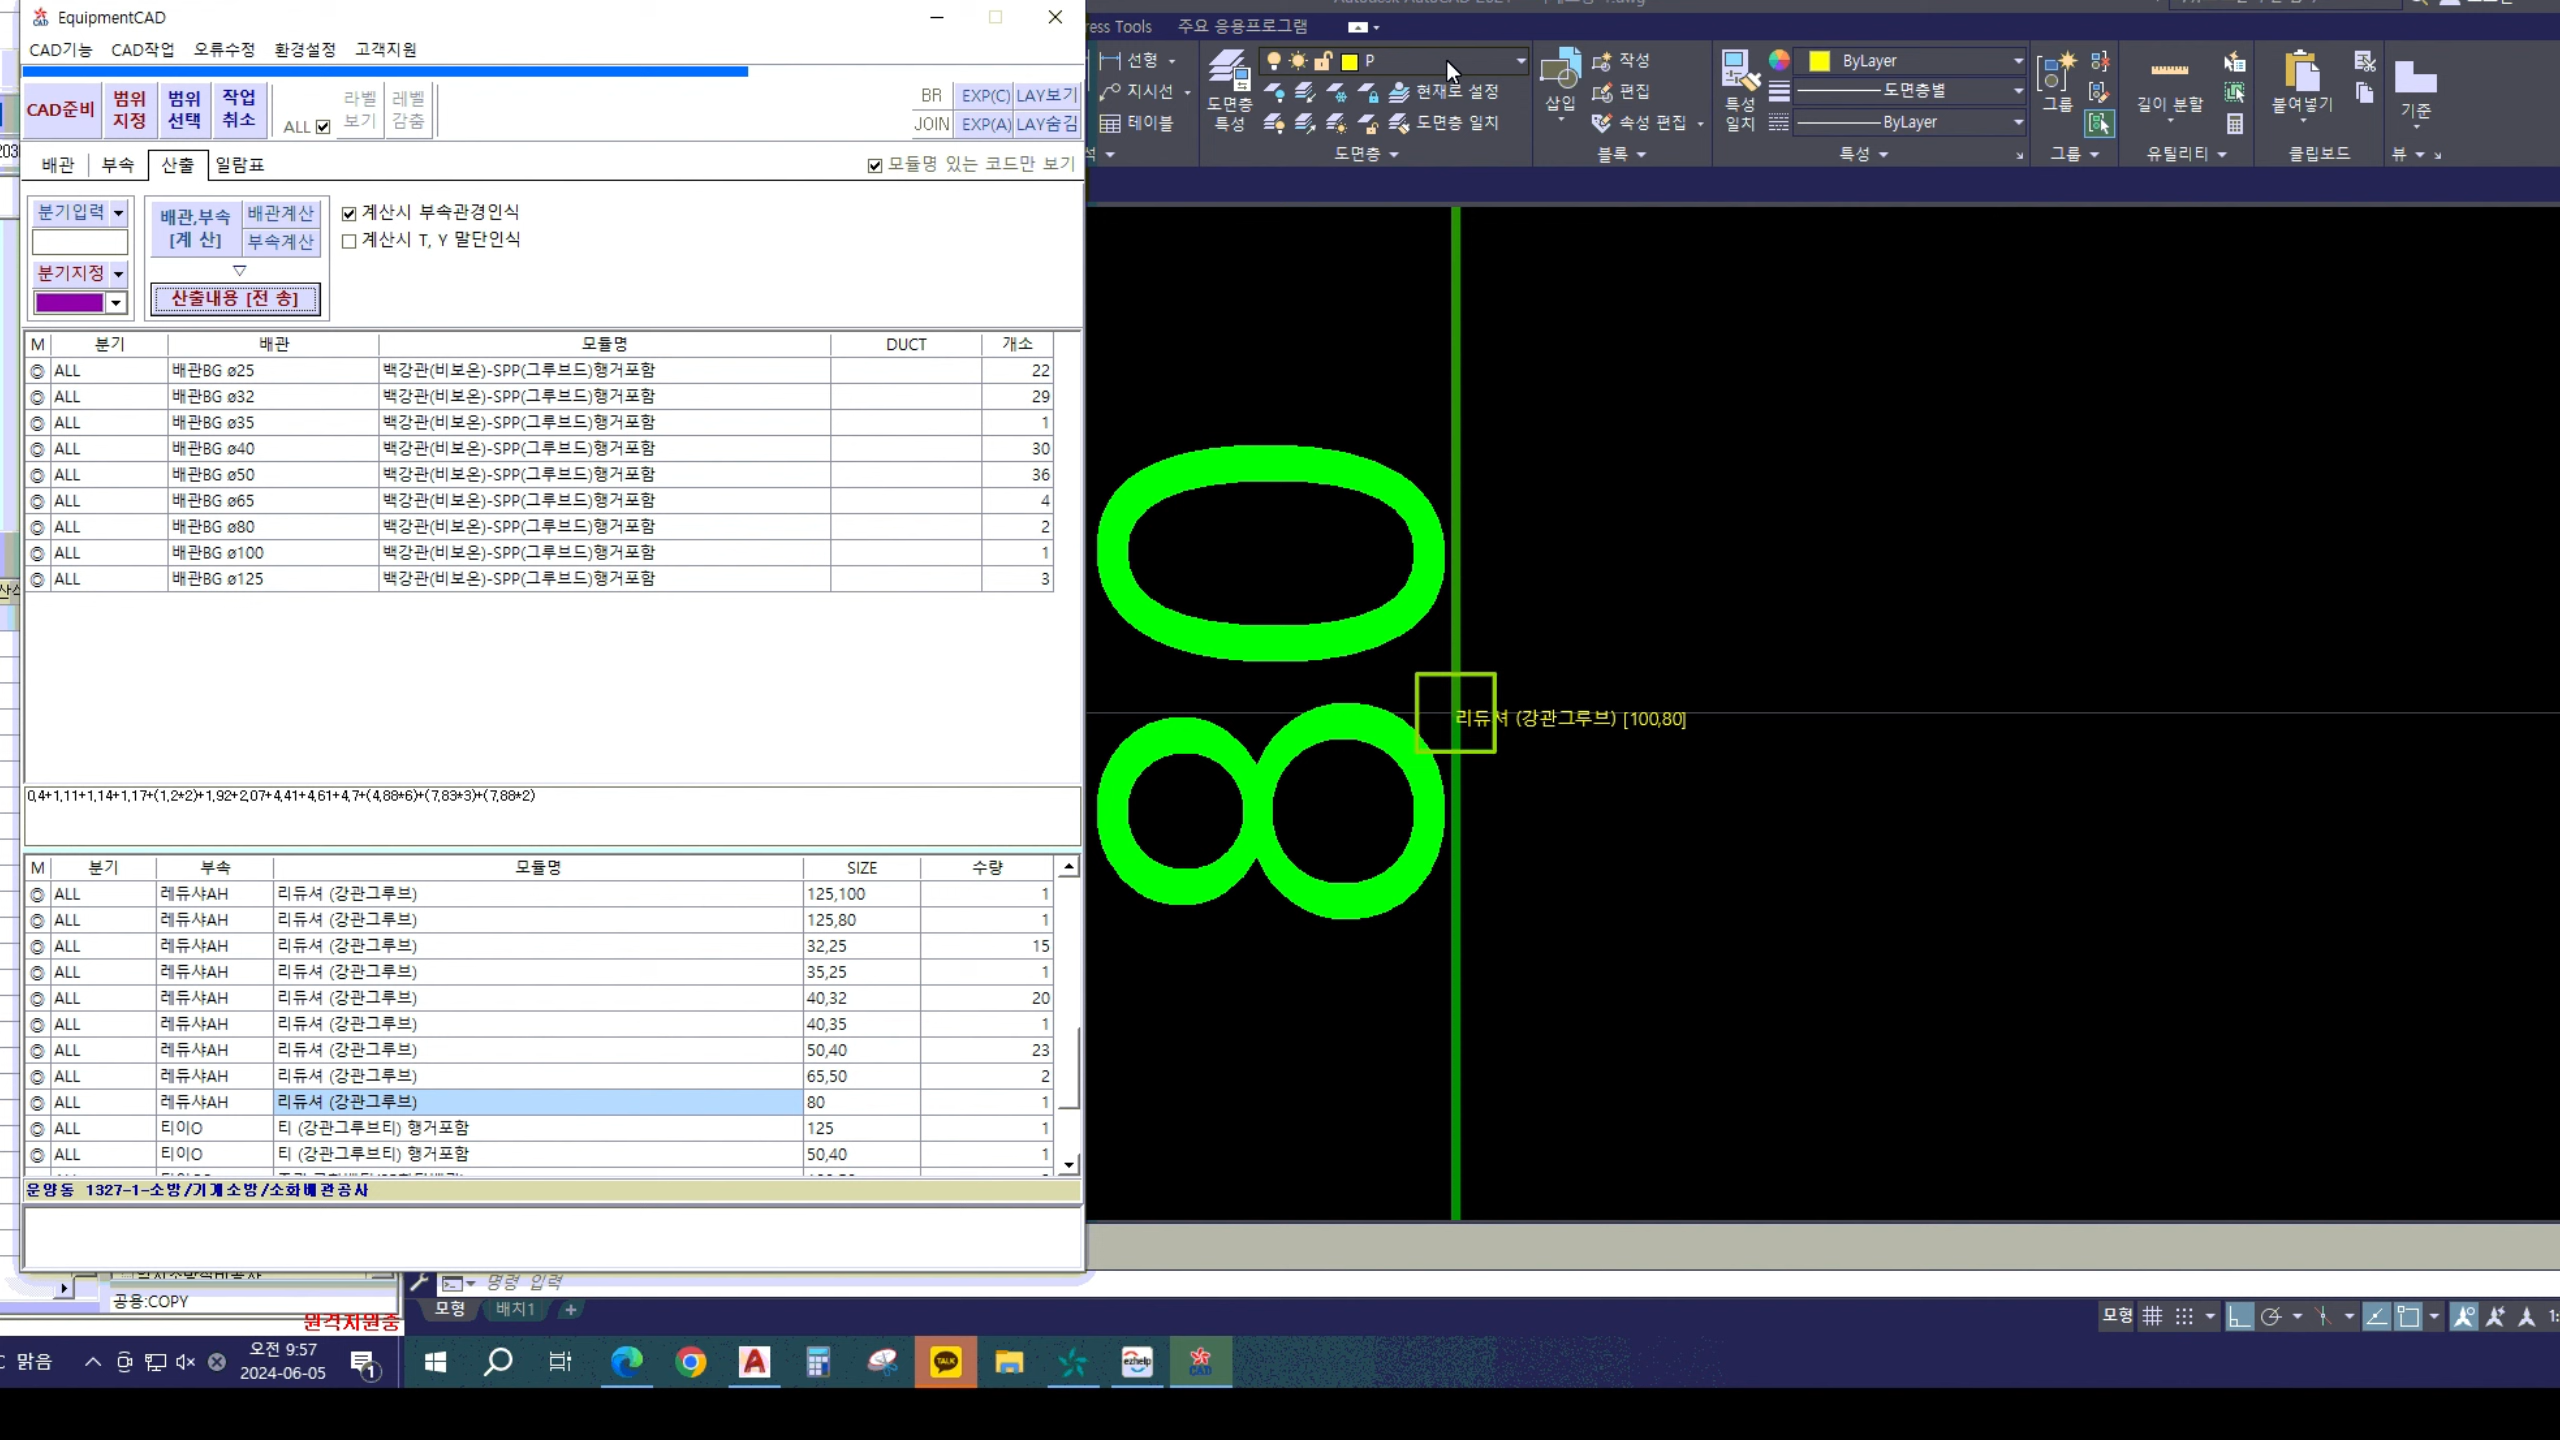 EquipmentCAD
CAD기능 CAD작업 오류수정 환경설정 고객지원
CAD준비 범위 지정 범위 선택 작업 취소 ALL 라벨 보기 레벨 감춤 BR EXP(C) LAY보기
JOIN EXP(A) LAY숨김
배관 부속 산출 일람표 모듈명 있는 코드만 보기
분기입력 배관,부속 [계 산] 배관계산 계산시 부속관경인식
부속계산 계산시 T, Y 말단인식
분기지정
산출내용 [전 송]
M 분기 배관 모듈명 DUCT 개소
ALL 배관BG ø25 백강관(비보온)-SPP(그루브드)행거포함 22
ALL 배관BG ø32 백강관(비보온)-SPP(그루브드)행거포함 29
ALL 배관BG ø35 백강관(비보온)-SPP(그루브드)행거포함 1
ALL 배관BG ø40 백강관(비보온)-SPP(그루브드)행거포함 30
ALL 배관BG ø50 백강관(비보온)-SPP(그루브드)행거포함 36
ALL 배관BG ø65 백강관(비보온)-SPP(그루브드)행거포함 4
ALL 배관BG ø80 백강관(비보온)-SPP(그루브드)행거포함 2
ALL 배관BG ø100 백강관(비보온)-SPP(그루브드)행거포함 1
ALL 배관BG ø125 백강관(비보온)-SPP(그루브드)행거포함 3
0,4+1,11+1,14+1,17+(1,2*2)+1,92+2,07+4,41+4,61+4,7+(4,88*6)+(7,83*3)+(7,88*2)
M 분기 부속 모듈명 SIZE 수량
ALL 레듀샤AH 리듀셔 (강관그루브) 125,100 1
ALL 레듀샤AH 리듀셔 (강관그루브) 125,80 1
ALL 레듀샤AH 리듀셔 (강관그루브) 32,25 15
ALL 레듀샤AH 리듀셔 (강관그루브) 35,25 1
ALL 레듀샤AH 리듀셔 (강관그루브) 40,32 20
ALL 레듀샤AH 리듀셔 (강관그루브) 40,35 1
ALL 레듀샤AH 리듀셔 (강관그루브) 50,40 23
ALL 레듀샤AH 리듀셔 (강관그루브) 65,50 2
ALL 레듀샤AH 리듀셔 (강관그루브) 80 1
ALL 티이O 티 (강관그루브티) 행거포함 125 1
ALL 티이O 티 (강관그루브티) 행거포함 50,40 1
운양동 1327-1-소방/기계소방/소화배관공사
공용:COPY
원격지원중
ess Tools 주요 응용프로그램
선형 P 작성 ByLayer
지시선 도면층 특성 현재로 설정 삽입 편집 특성 일치 도면층별 그룹 길이 분할 붙여넣기 기준
테이블 도면층 일치 속성 편집 ByLayer
도면층 블록 특성 그룹 유틸리티 클립보드 뷰
80
리듀셔 (강관그루브) [100,80]
명령 입력
모형 배치1 +
모형
맑음 오전 9:57
2024-06-05
1
TALK
ezhelp
CAD